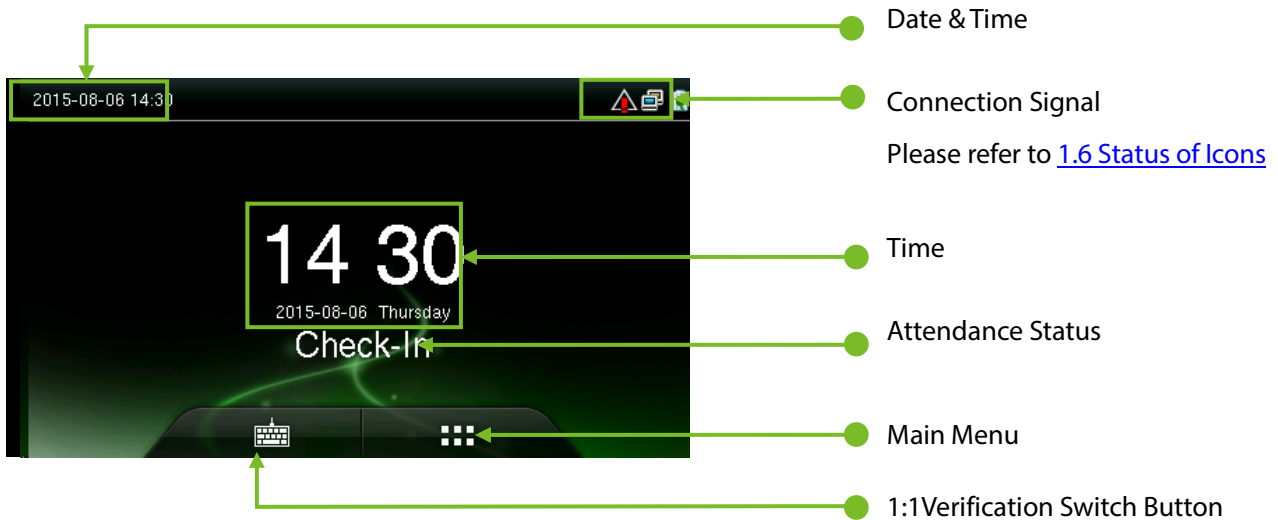 Date & Time
2015-08-06 14:30
Connection Signal
Please refer to 1.6 Status of Icons
14 30
Time
2015-08-06 Thursday
Check-In
Attendance Status
Main Menu
1:1Verification Switch Button